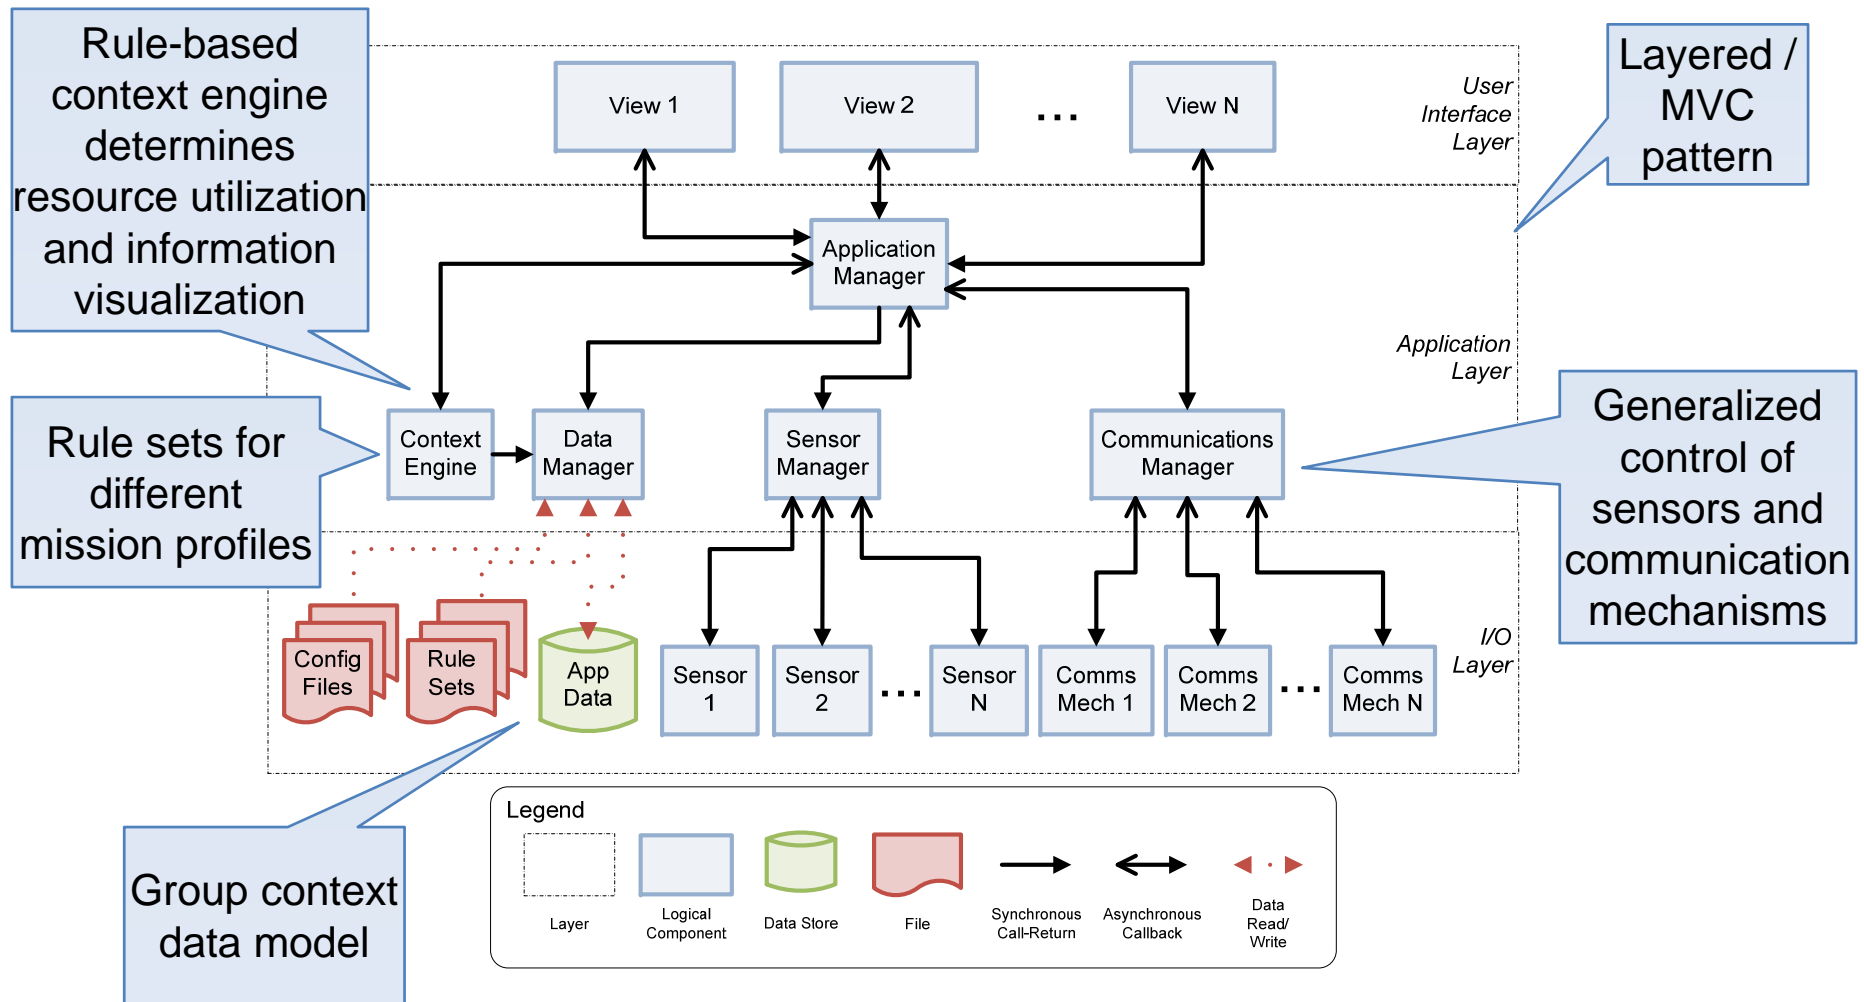 Rule-based
context engine
determines
resource utilization
and information
visualization
View 1
View 2
...
View N
User
Interface
Layer
Layered /
MVC
pattern
Application
Manager
Application
Layer
Rule sets for
different
mission profiles
Context
Engine
Data
Manager
Sensor
Manager
Communications
Manager
Generalized
control of
sensors and
communication
mechanisms
Config
Files
Rule
Sets
App
Data
Sensor
1
Sensor
2
...
Sensor
N
Comms
Mech 1
Comms
Mech 2
...
Comms
Mech N
I/O
Layer
Group context
data model
Legend
Layer
Logical
Component
Data Store
File
Synchronous
Call-Return
Asynchronous
Callback
Data
Read/
Write